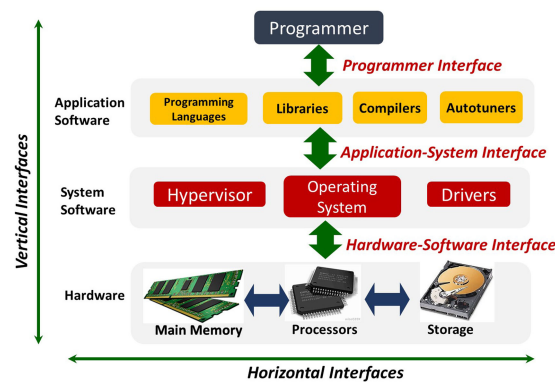 Programmer
Programmer Interface
Application
Software
Programming
Languages
Libraries
Compilers
Autotuners
Application-System Interface
System
Software
Hypervisor
Operating
System
Drivers
Hardware-Software Interface
Hardware
Main Memory
Processors
Storage
Vertical Interfaces
Horizontal Interfaces